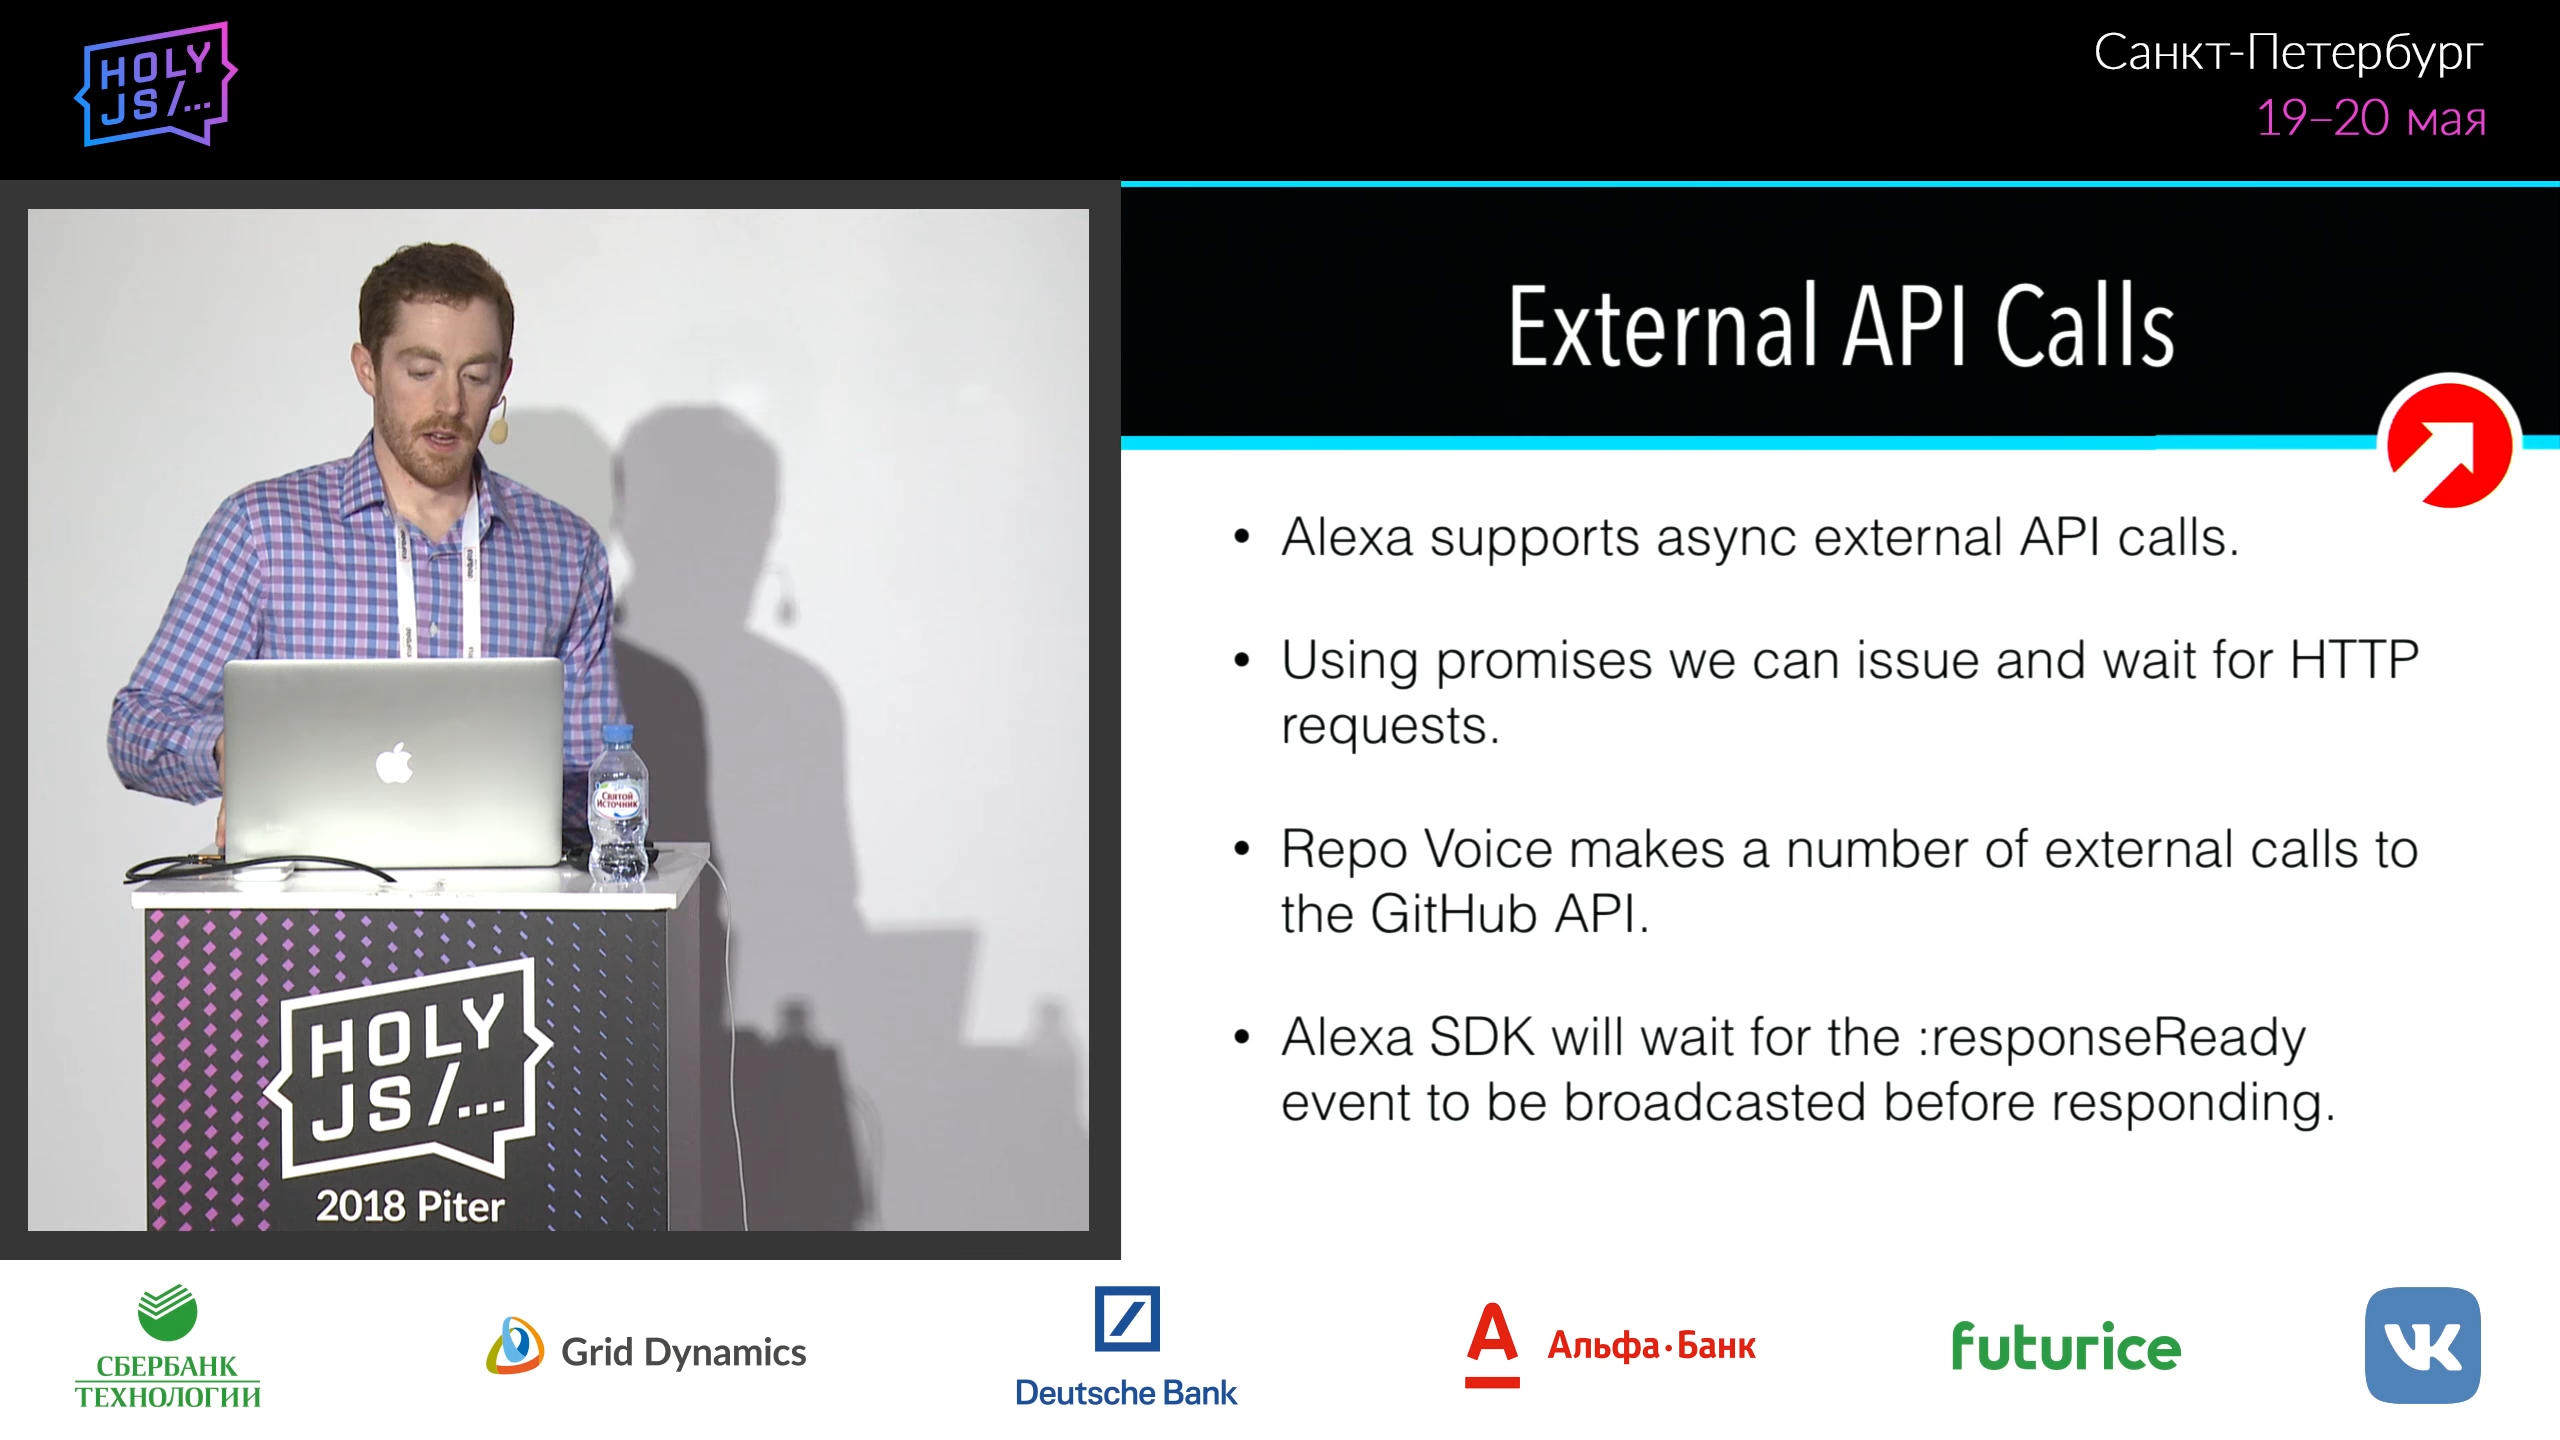 HOLY
JS/...
Санкт-Петербург
19–20 мая
External API Calls
• Alexa supports async external API calls.
• Using promises we can issue and wait for HTTP
requests.
• Repo Voice makes a number of external calls to
the GitHub API.
• Alexa SDK will wait for the :responseReady
event to be broadcasted before responding.
Святой
Источник
HOLY
JS/...
2018 Piter
СБЕРБАНК
ТЕХНОЛОГИИ
Grid Dynamics
Deutsche Bank
Альфа·Банк
futurice
VK